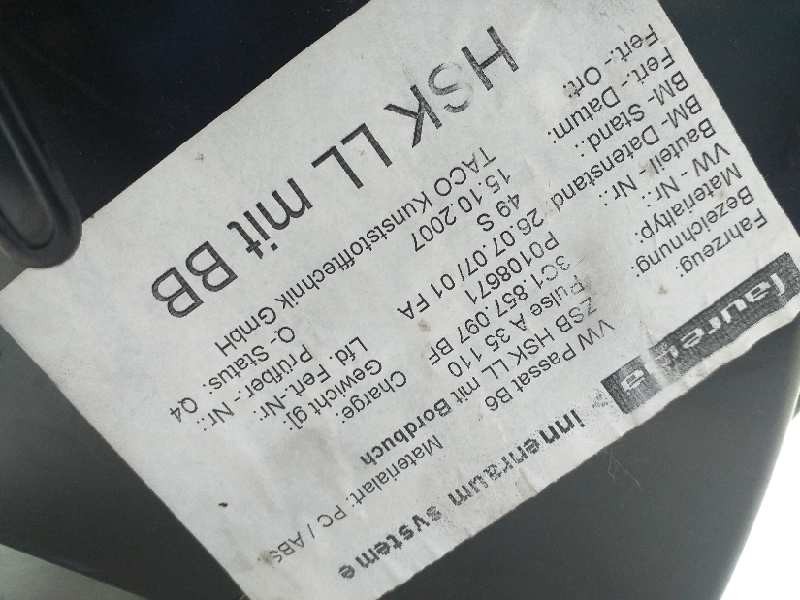 faurecia innenraum systeme
Fahrzeug: VW Passat B6
Bezeichnung: ZSB HSK LL mit Bordbuch
Materialtyp: Pulse A 35 110 Materialart: PC / ABS
VW - Nr.: 3C1.857.097 BF
Bauteil - Nr.: P0108671 Charge:
BM- Datenstand 26.07.07/ 01 FA Gewicht g]:
BM- Stand.: 49 S Lfd. Fert.-Nr:
Fert.- Datum. 15.10.2007 Prüfber - Nr.:
Fert.- Ort: TACO Kunststofftechnik GmbH Q- Status: Q4
HSK LL mit BB